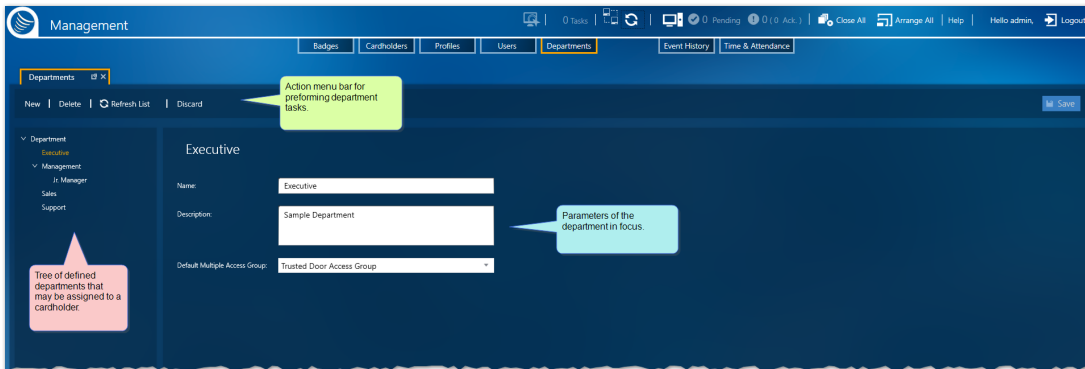 Management
0 Tasks | 0 Pending 0 ( 0 Ack. ) | Close All Arrange All | Help | Hello admin, Logout
Badges Cardholders Profiles Users Departments Event History Time & Attendance
Departments
New | Delete | Refresh List | Discard
Save
Action menu bar for
preforming department
tasks.
Department
Executive
Management
Jr. Manager
Sales
Support
Tree of defined
departments that
may be assigned to a
cardholder.
Executive
Name: Executive
Description: Sample Department
Default Multiple Access Group: Trusted Door Access Group
Parameters of the
department in focus.